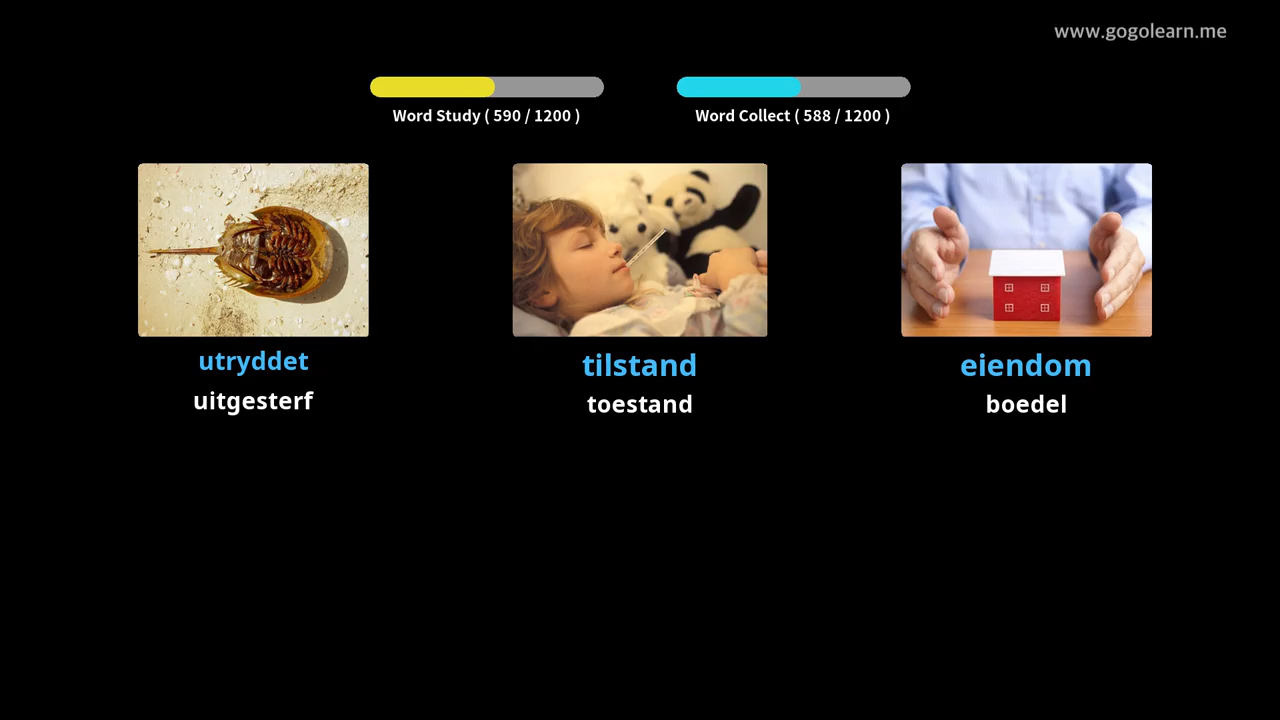 www.gogolearn.me
Word Study ( 590 / 1200 )
Word Collect ( 588 / 1200 )
utryddet
uitgesterf
tilstand
toestand
eiendom
boedel